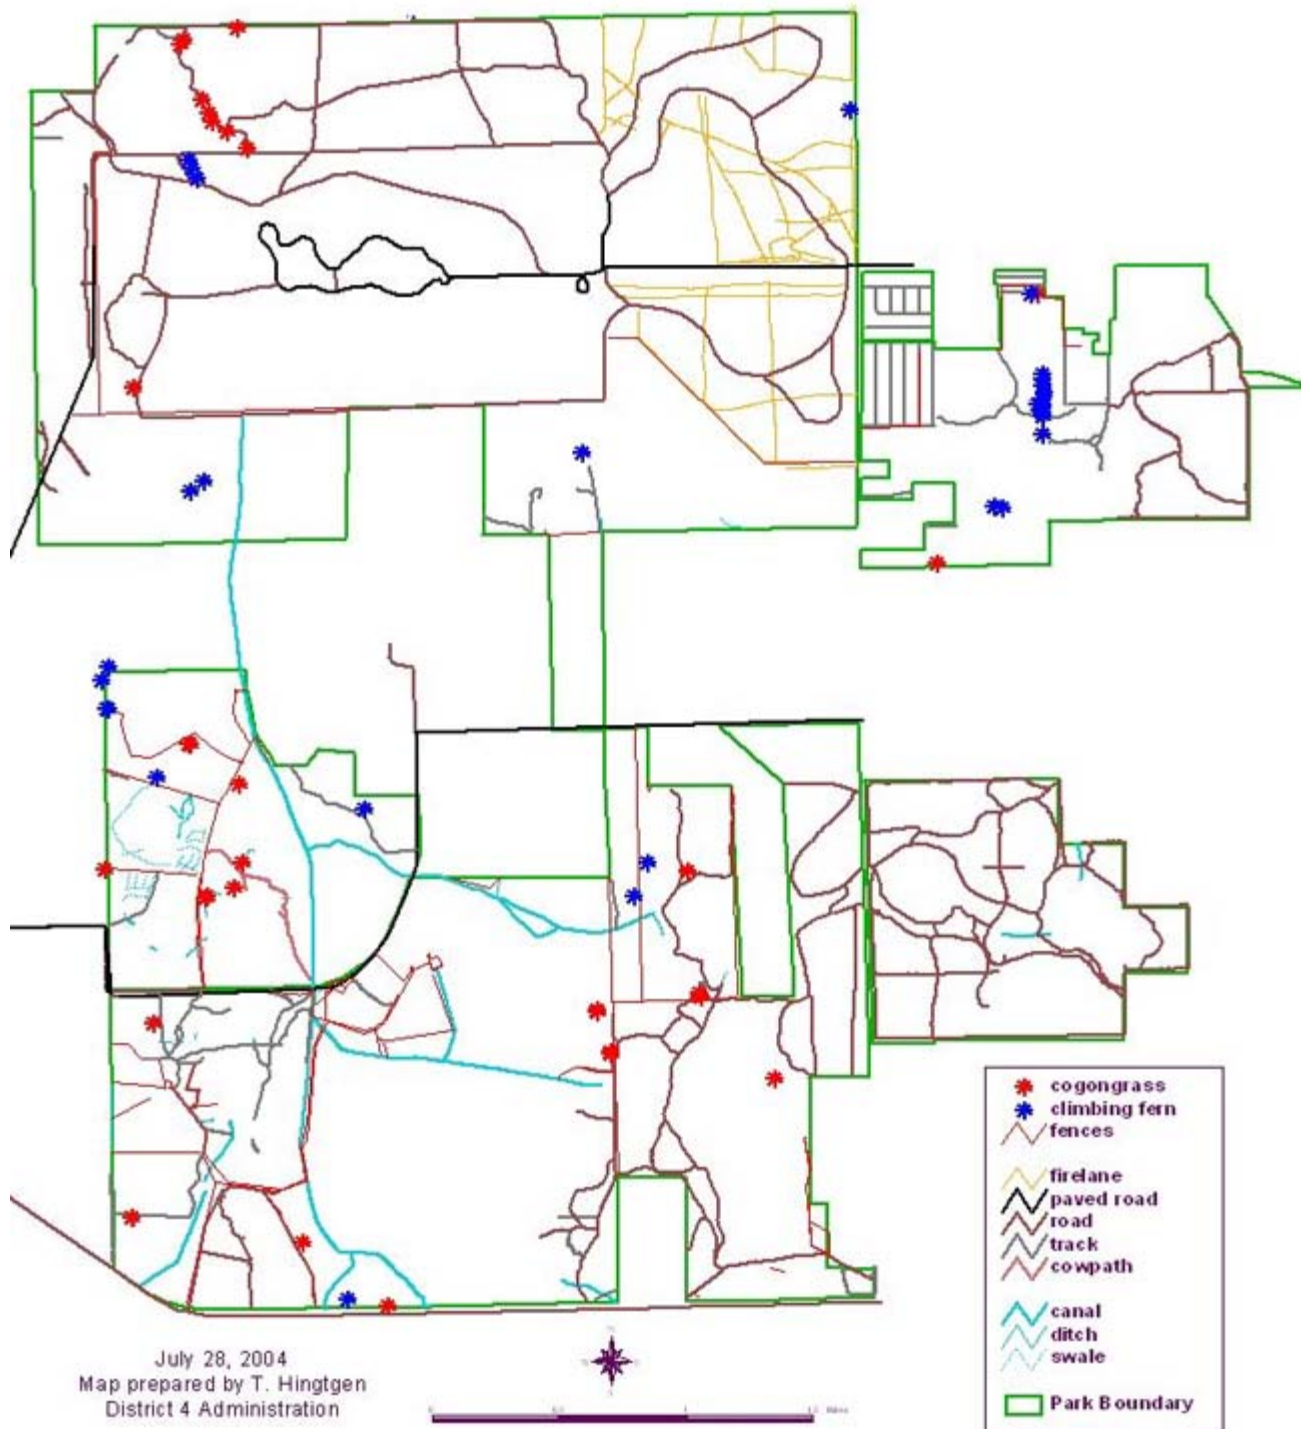 cogongrass
climbing fern
fences
firelane
paved road
road
track
cowpath
canal
ditch
swale
Park Boundary
July 28, 2004
Map prepared by T. Hingtgen
District 4 Administration